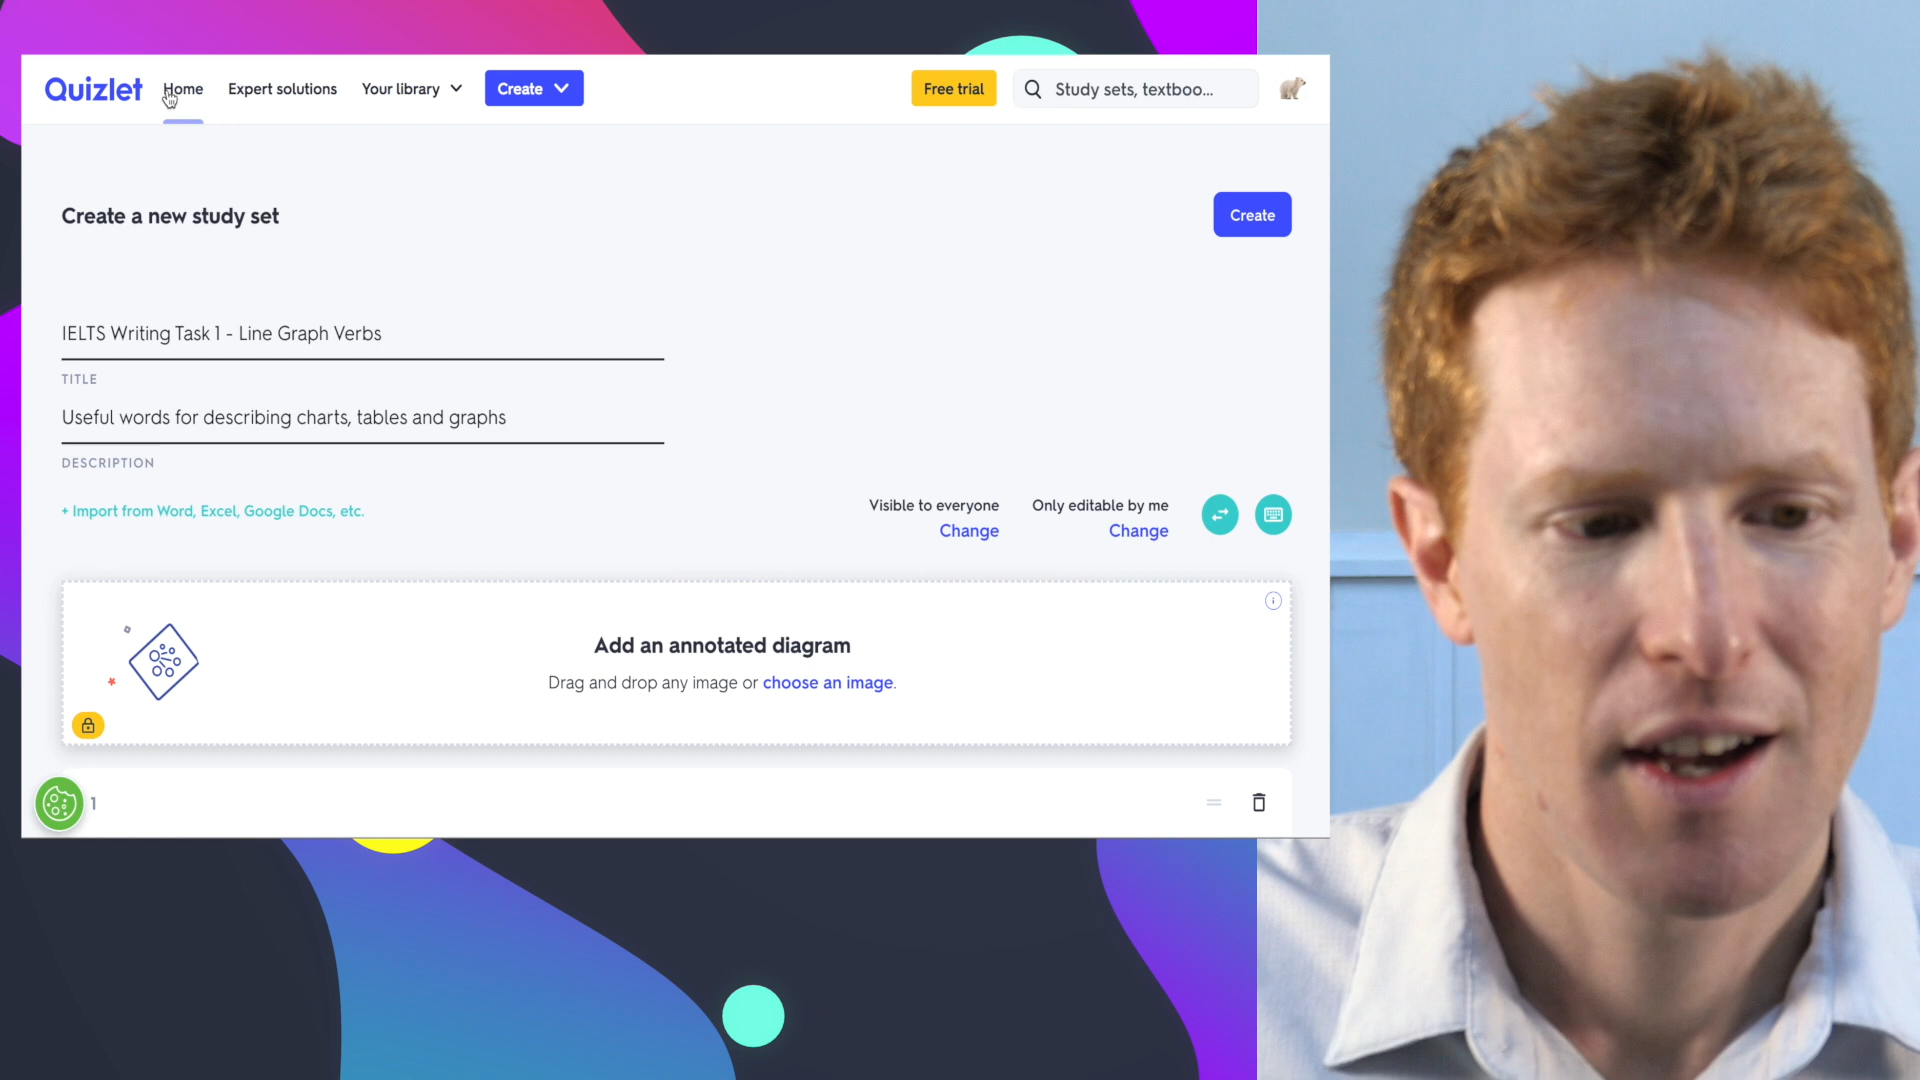 Quizlet
Home
Expert solutions
Your library
Create
Free trial
Study sets, textboo...
Create a new study set
Create
IELTS Writing Task 1 - Line Graph Verbs
TITLE
Useful words for describing charts, tables and graphs
DESCRIPTION
+ Import from Word, Excel, Google Docs, etc.
Visible to everyone
Change
Only editable by me
Change
Add an annotated diagram
Drag and drop any image or choose an image.
1